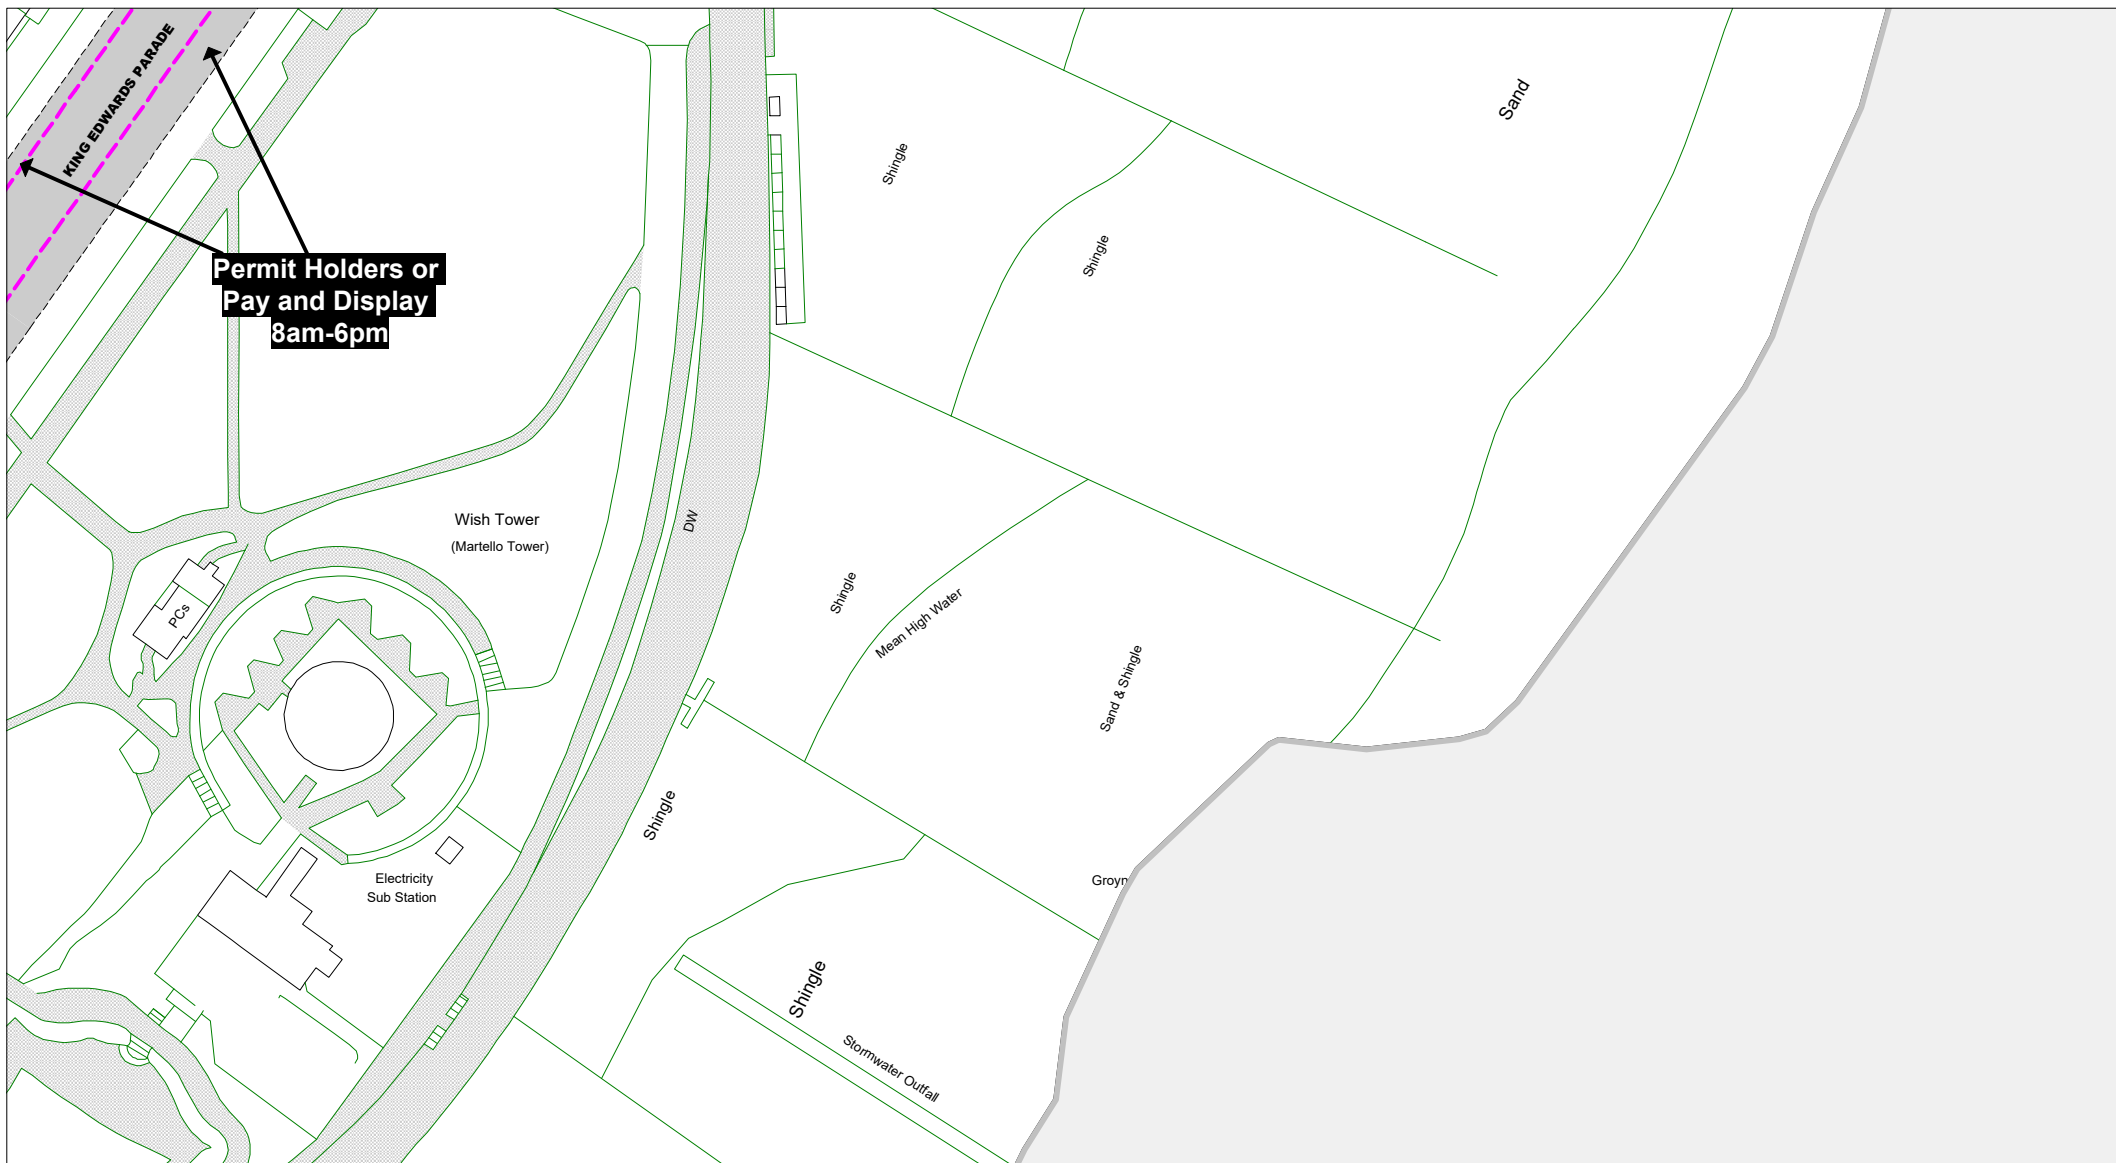 KING EDWARDS PARADE
Sand
Shingle
Shingle
Permit Holders or
Pay and Display
8am-6pm
Wish Tower
(Martello Tower)
DW
PCs
Shingle
Mean High Water
Sand & Shingle
Shingle
Electricity
Sub Station
Groyn
Shingle
Stormwater Outfall